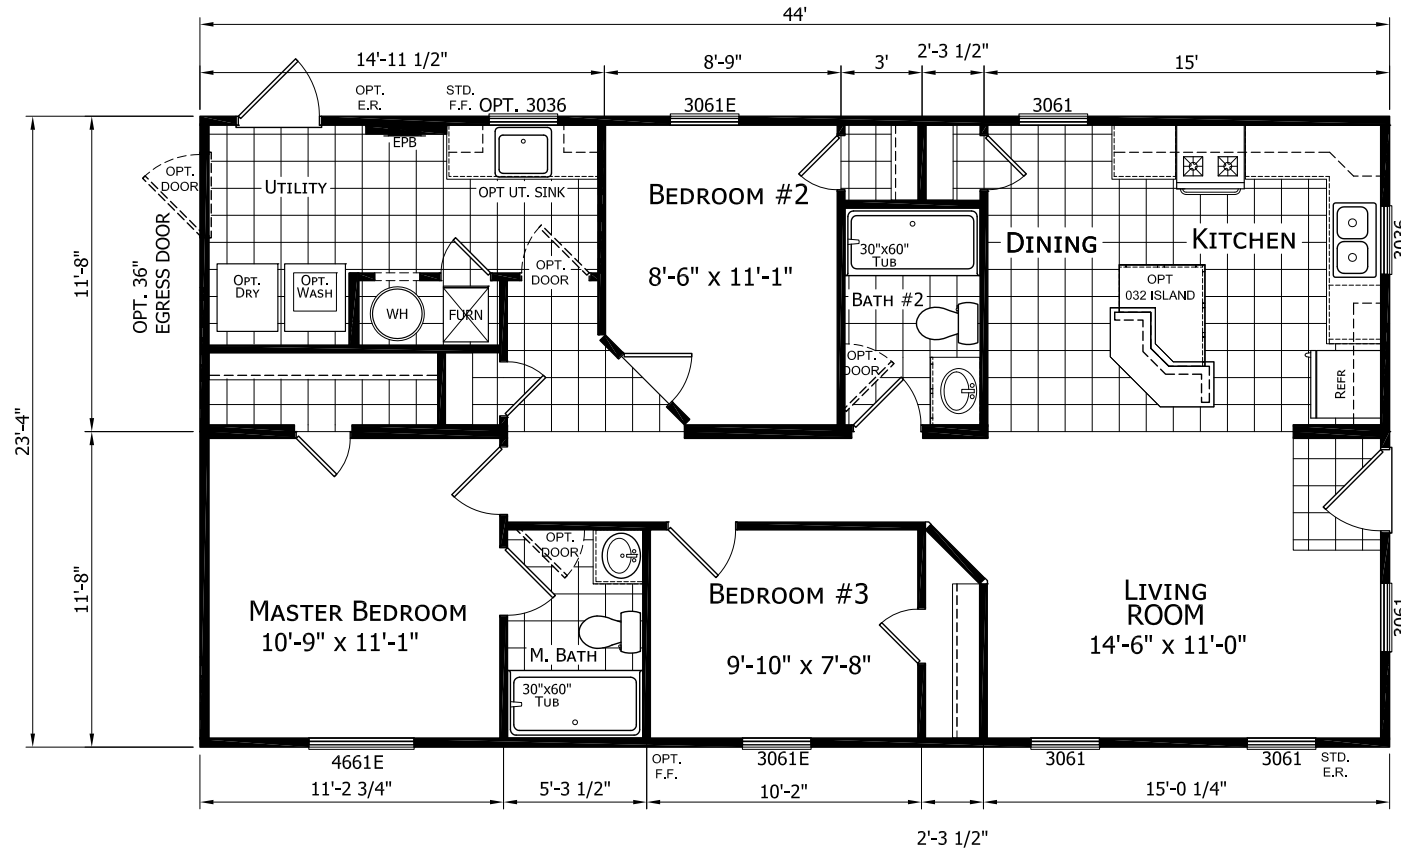 44'
14'-11 1/2"
8'-9"
3'
2'-3 1/2"
15'
OPT.
E.R.
STD.
F.F.
OPT. 3036
3061E
3061
EPB
OPT.
DOOR
UTILITY
OPT UT. SINK
BEDROOM #2
8'-6" X 11'-1"
30"x60"
TUB
DINING
KITCHEN
3036
OPT
032 ISLAND
BATH #2
OPT.
DOOR
OPT. 36"
EGRESS DOOR
OPT.
DRY
OPT.
WASH
WH
FURN
OPT.
DOOR
REFR
11'-8"
23'-4"
11'-8"
MASTER BEDROOM
10'-9" X 11'-1"
OPT.
DOOR
M. BATH
30"x60"
TUB
BEDROOM #3
9'-10" X 7'-8"
LIVING
ROOM
14'-6" X 11'-0"
3061
4661E
OPT.
F.F.
3061E
3061
3061
STD.
E.R.
11'-2 3/4"
5'-3 1/2"
10'-2"
15'-0 1/4"
2'-3 1/2"